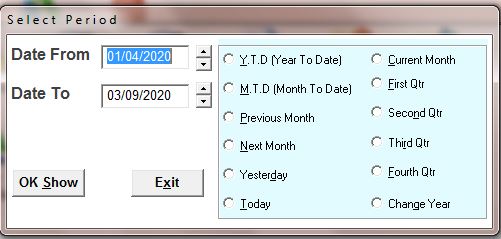 Select Period
Date From 01/04/2020
Date To 03/09/2020
OK Show Exit
Y.T.D (Year To Date)
M.T.D (Month To Date)
Previous Month
Next Month
Yesterday
Today
Current Month
First Qtr
Second Qtr
Third Qtr
Fourth Qtr
Change Year